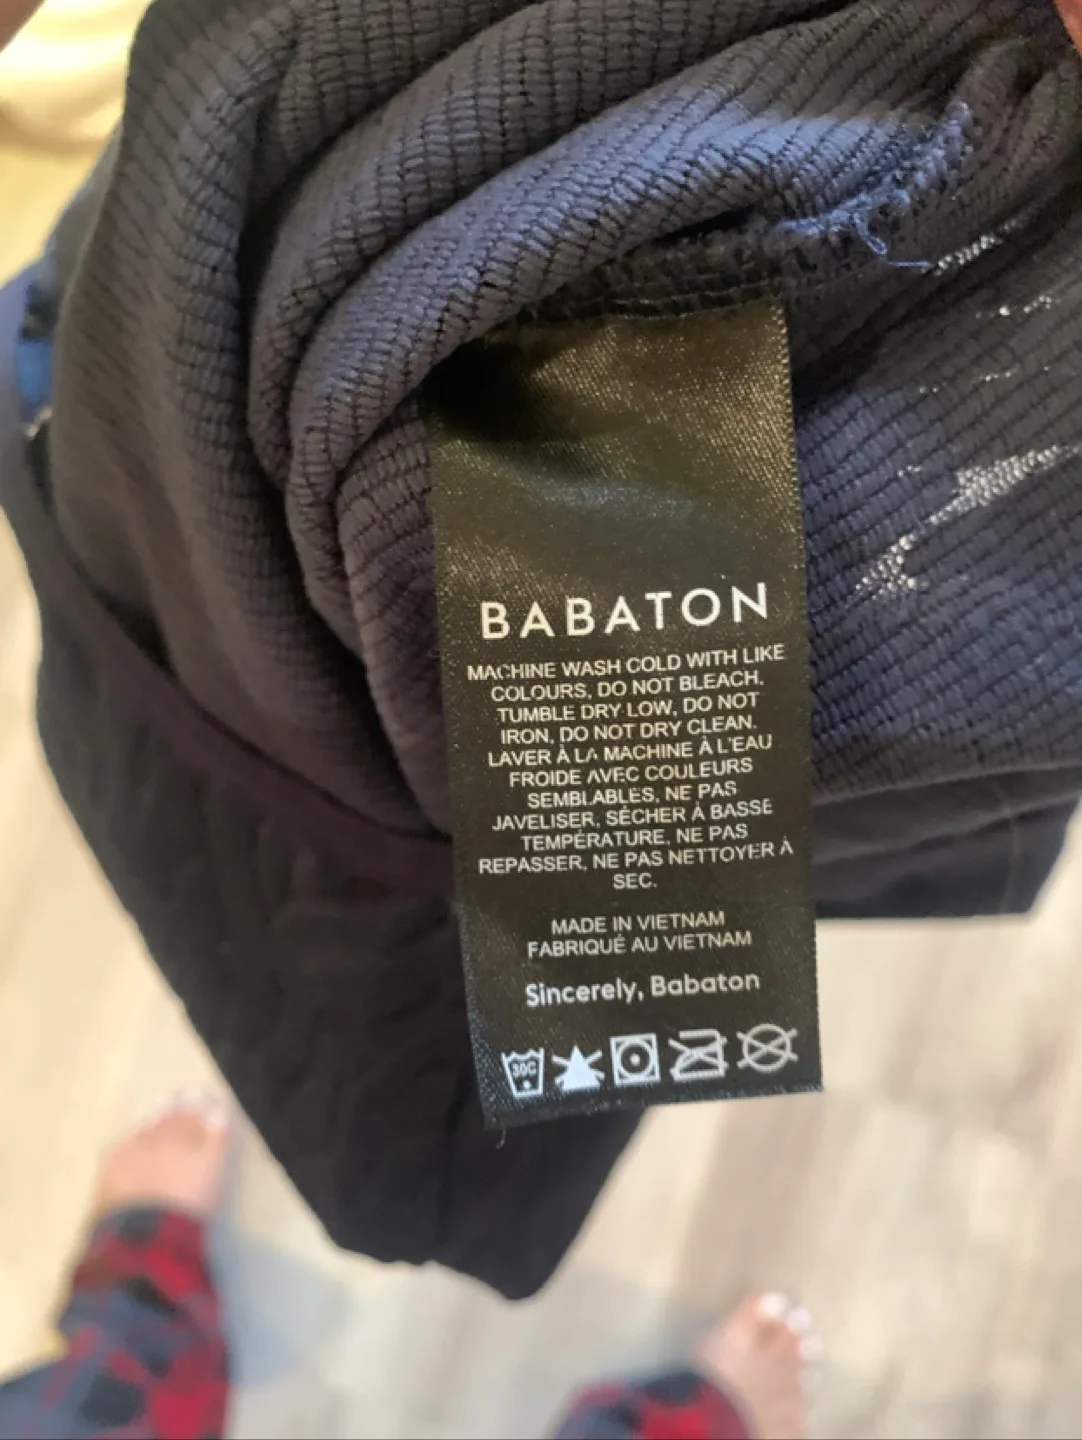 BABATON
MACHINE WASH COLD WITH LIKE
COLOURS, DO NOT BLEACH.
TUMBLE DRY LOW, DO NOT
IRON, DO NOT DRY CLEAN.
LAVER À LA MACHINE À L'EAU
FROIDE AVEC COULEURS
SEMBLABLES, NE PAS
JAVELISER, SÉCHER À BASSE
TEMPÉRATURE, NE PAS
REPASSER, NE PAS NETTOYER À
SEC.
MADE IN VIETNAM
FABRIQUÉ AU VIETNAM
Sincerely, Babaton
30C